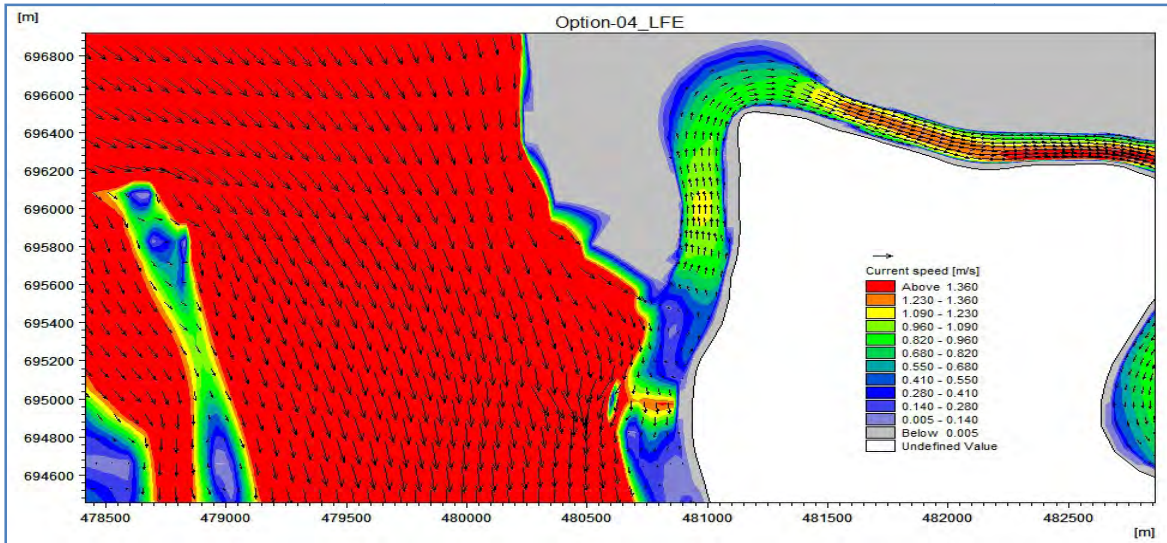 [m]
Option-04_LFE
696800
696600
696400
696200
696000
695800
695600
695400
695200
695000
694800
694600
Current speed [m/s]
Above 1.360
1.230 - 1.360
1.090 - 1.230
0.960 - 1.090
0.820 - 0.960
0.680 - 0.820
0.550 - 0.680
0.410 - 0.550
0.280 - 0.410
0.140 - 0.280
0.005 - 0.140
Below 0.005
Undefined Value
478500 479000 479500 480000 480500 481000 481500 482000 482500
[m]